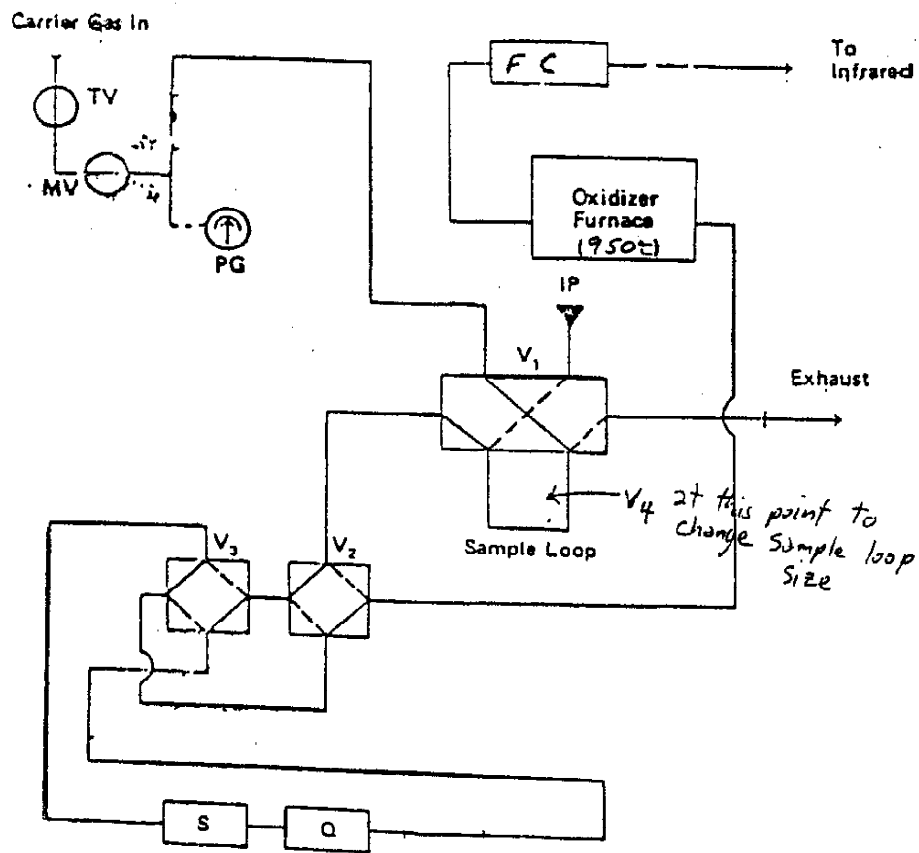 Carrier Gas In
TV
MV
PG
F C
To
Infrared
Oxidizer
Furnace
(950
IP
V₁
Exhaust
V₄ at this point to
change sample loop
size
Sample Loop
V₃
V₂
S
Q